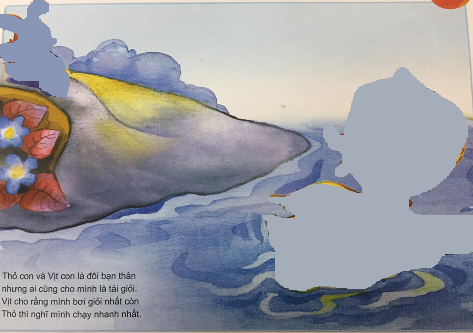 Thỏ con và Vịt con là đôi bạn thân
nhưng ai cũng cho mình là tài giỏi.
Vịt cho rằng mình bơi giỏi nhất còn
Thỏ thì nghĩ mình chạy nhanh nhất.